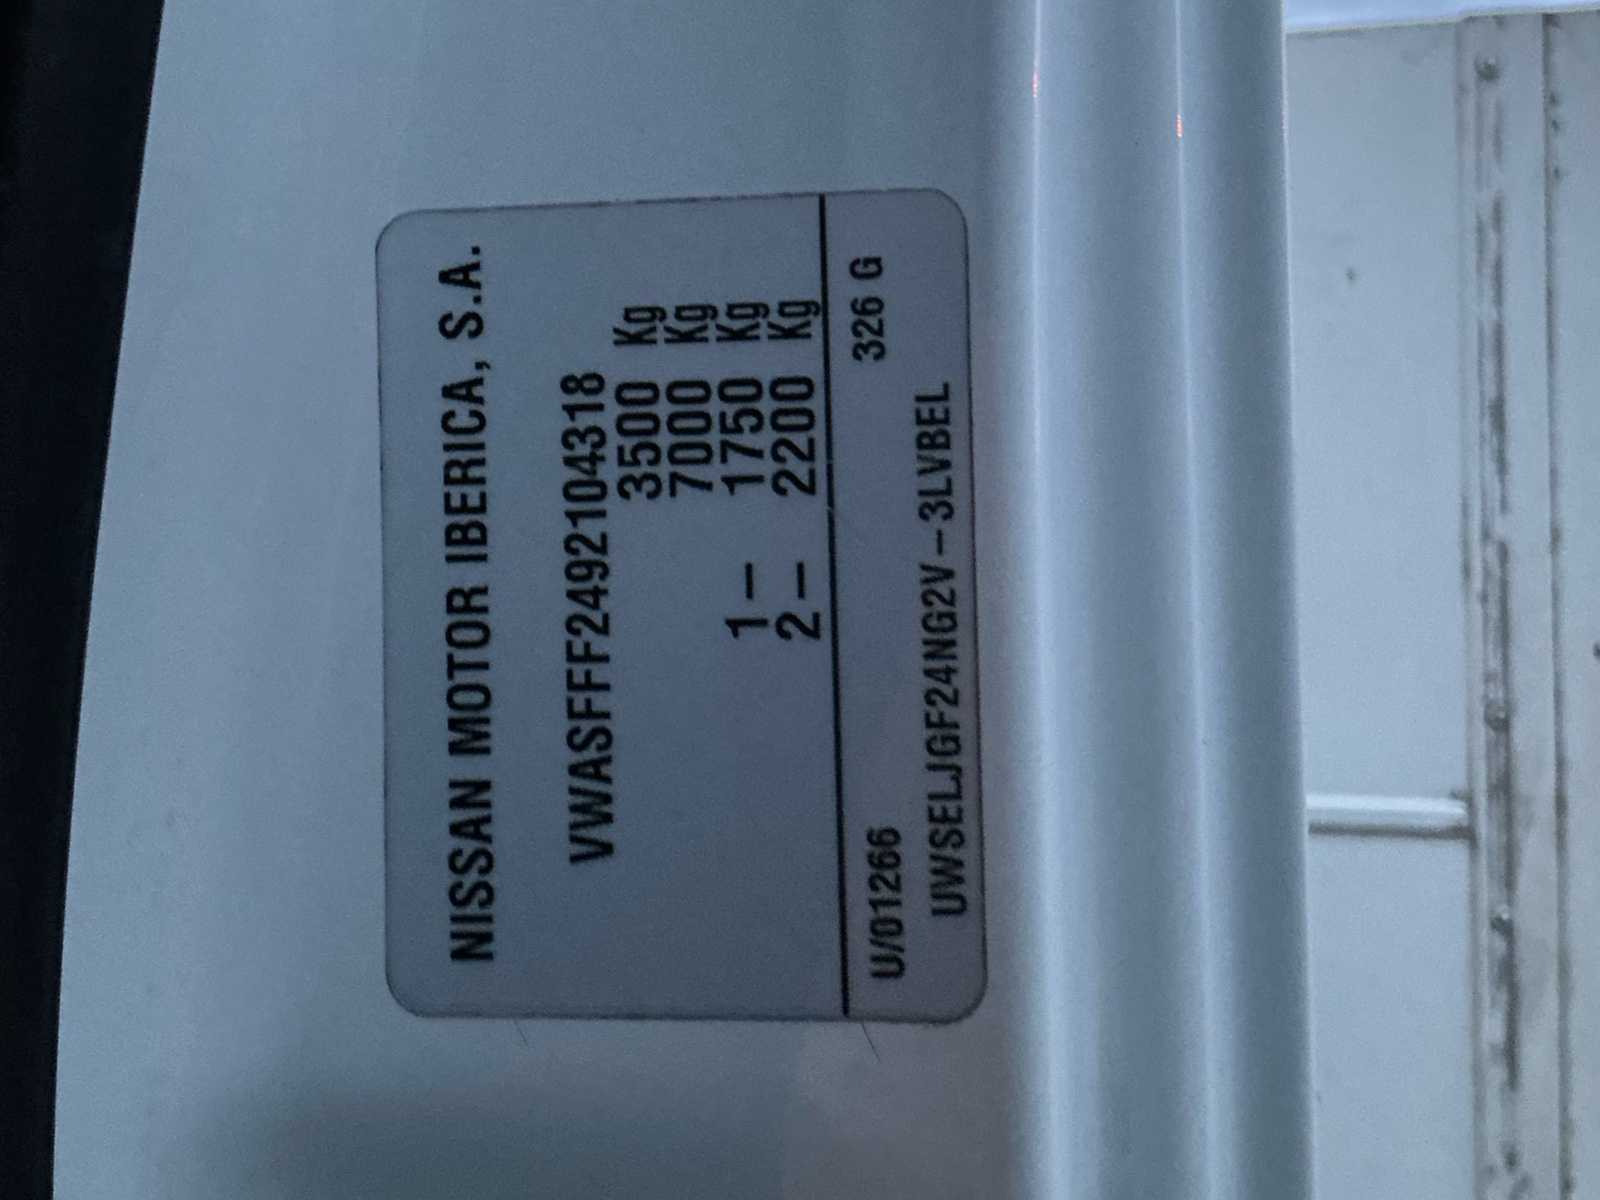 NISSAN MOTOR IBERICA, S.A.
VWASFFF2492104318
3500 Kg
7000 Kg
1– 1750 Kg
2– 2200 Kg
U/01266 326 G
UWSELJGF24NG2V–3LVBEL